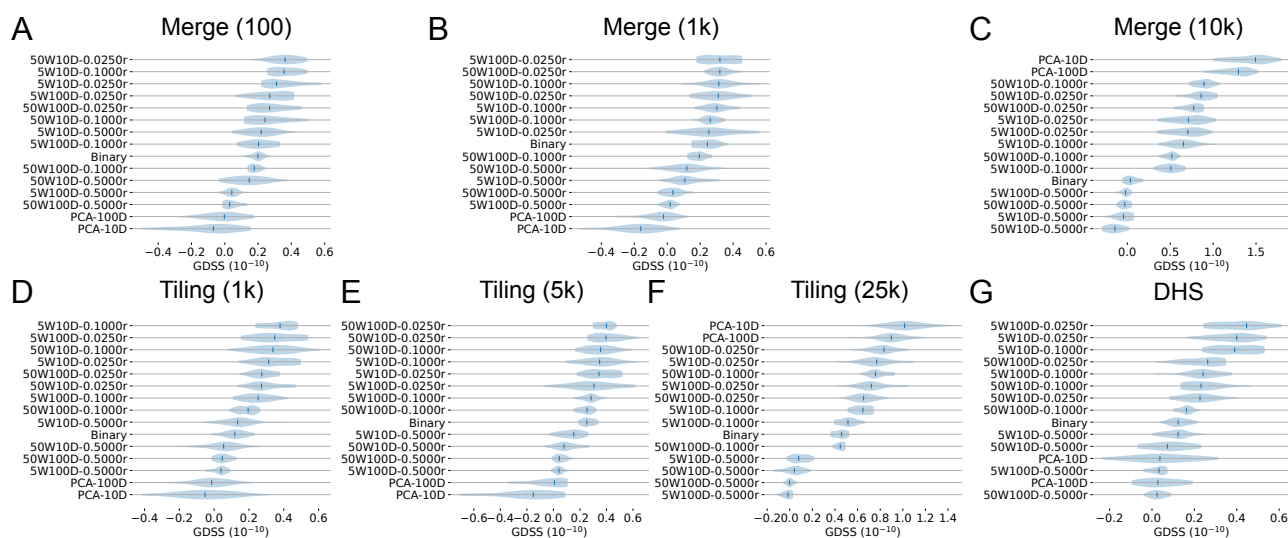 A Merge (100)
50W10D-0.0250r
5W10D-0.1000r
5W10D-0.0250r
5W100D-0.0250r
50W100D-0.0250r
50W10D-0.1000r
5W10D-0.5000r
5W100D-0.1000r
Binary
50W100D-0.1000r
50W10D-0.5000r
5W100D-0.5000r
50W100D-0.5000r
PCA-100D
PCA-10D
−0.4 −0.2 0.0 0.2 0.4 0.6
GDSS (10⁻¹⁰)
B Merge (1k)
5W100D-0.0250r
50W100D-0.0250r
50W10D-0.1000r
50W10D-0.0250r
5W10D-0.1000r
5W100D-0.1000r
5W10D-0.0250r
Binary
50W100D-0.1000r
50W10D-0.5000r
5W10D-0.5000r
50W100D-0.5000r
5W100D-0.5000r
PCA-100D
PCA-10D
−0.4 −0.2 0.0 0.2 0.4 0.6
GDSS (10⁻¹⁰)
C Merge (10k)
PCA-10D
PCA-100D
50W10D-0.1000r
50W10D-0.0250r
50W100D-0.0250r
5W10D-0.0250r
5W100D-0.0250r
5W10D-0.1000r
50W100D-0.1000r
5W100D-0.1000r
Binary
5W100D-0.5000r
50W100D-0.5000r
5W10D-0.5000r
50W10D-0.5000r
0.0 0.5 1.0 1.5
GDSS (10⁻¹⁰)
D Tiling (1k)
5W10D-0.1000r
5W10D-0.0250r
50W10D-0.1000r
5W100D-0.0250r
50W100D-0.0250r
50W10D-0.0250r
5W100D-0.1000r
50W100D-0.1000r
5W10D-0.5000r
Binary
50W10D-0.5000r
50W100D-0.5000r
5W100D-0.5000r
PCA-100D
PCA-10D
−0.4 −0.2 0.0 0.2 0.4 0.6
GDSS (10⁻¹⁰)
E Tiling (5k)
50W100D-0.0250r
50W10D-0.0250r
50W10D-0.1000r
5W10D-0.1000r
5W10D-0.0250r
5W100D-0.0250r
5W100D-0.1000r
50W100D-0.1000r
Binary
5W10D-0.5000r
50W10D-0.5000r
50W100D-0.5000r
5W100D-0.5000r
PCA-100D
PCA-10D
−0.6 −0.4 −0.2 0.0 0.2 0.4 0.6
GDSS (10⁻¹⁰)
F Tiling (25k)
PCA-10D
PCA-100D
50W100D-0.0250r
5W10D-0.0250r
50W10D-0.1000r
5W100D-0.0250r
50W10D-0.0250r
5W10D-0.1000r
5W100D-0.1000r
Binary
50W100D-0.1000r
5W10D-0.5000r
50W10D-0.5000r
50W100D-0.5000r
5W100D-0.5000r
−0.2 0.0 0.2 0.4 0.6 0.8 1.0 1.2 1.4
GDSS (10⁻¹⁰)
G DHS
5W100D-0.0250r
5W10D-0.0250r
5W10D-0.1000r
50W100D-0.0250r
5W100D-0.1000r
50W10D-0.1000r
50W10D-0.0250r
50W100D-0.1000r
Binary
5W10D-0.5000r
50W10D-0.5000r
PCA-10D
5W100D-0.5000r
PCA-100D
50W100D-0.5000r
−0.2 0.0 0.2 0.4 0.6
GDSS (10⁻¹⁰)